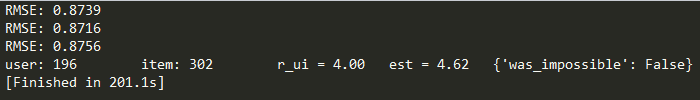 RMSE: 0.8739
RMSE: 0.8716
RMSE: 0.8756
user: 196        item: 302        r_ui = 4.00   est = 4.62   {'was_impossible': False}
[Finished in 201.1s]